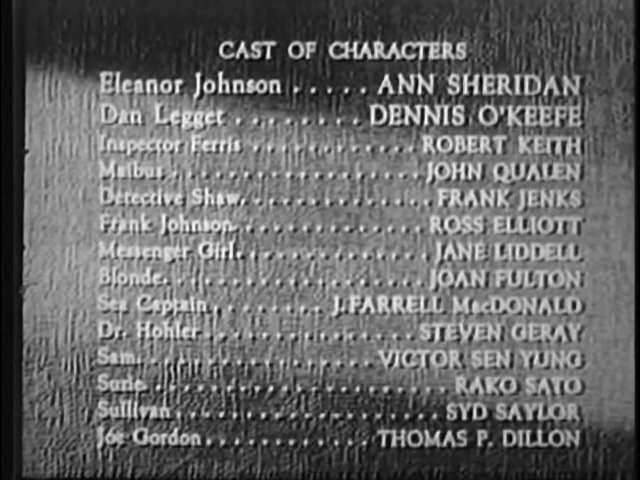 CAST OF CHARACTERS
Eleanor Johnson ..... ANN SHERIDAN
Dan Legget ........ DENNIS O'KEEFE
Inspector Ferris ............ ROBERT KEITH
Maibus .................. JOHN QUALEN
Detective Shaw.............. FRANK JENKS
Frank Johnson............. ROSS ELLIOTT
Messenger Girl............. JANE LIDDELL
Blonde.................. JOAN FULTON
Sea Captain........ J. FARRELL MacDONALD
Dr. Hohler............... STEVEN GERAY
Sam................ VICTOR SEN YUNG
Suzie..................... RAKO SATO
Sullivan.................. SYD SAYLOR
Joe Gordon............ THOMAS P. DILLON